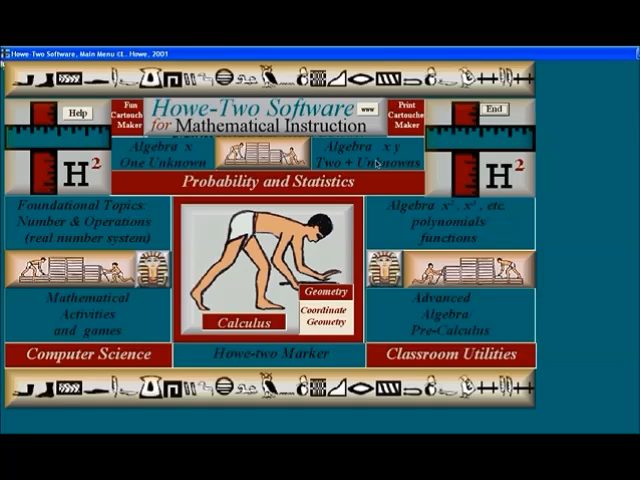 Howe-Two Software, Main Menu ©L. Howe, 2001
Help
Fun
Cartouche
Maker
Howe-Two Software
for Mathematical Instruction
www
Print
Cartouche
Maker
End
Algebra x
One Unknown
Algebra x y
Two + Unknowns
H²
Probability and Statistics
H²
Foundational Topics:
Number & Operations
(real number system)
Algebra x², x³, etc.
polynomials
functions
Mathematical
Activities
and games
Geometry
Coordinate
Geometry
Calculus
Advanced
Algebra
Pre-Calculus
Computer Science
Howe-two Marker
Classroom Utilities